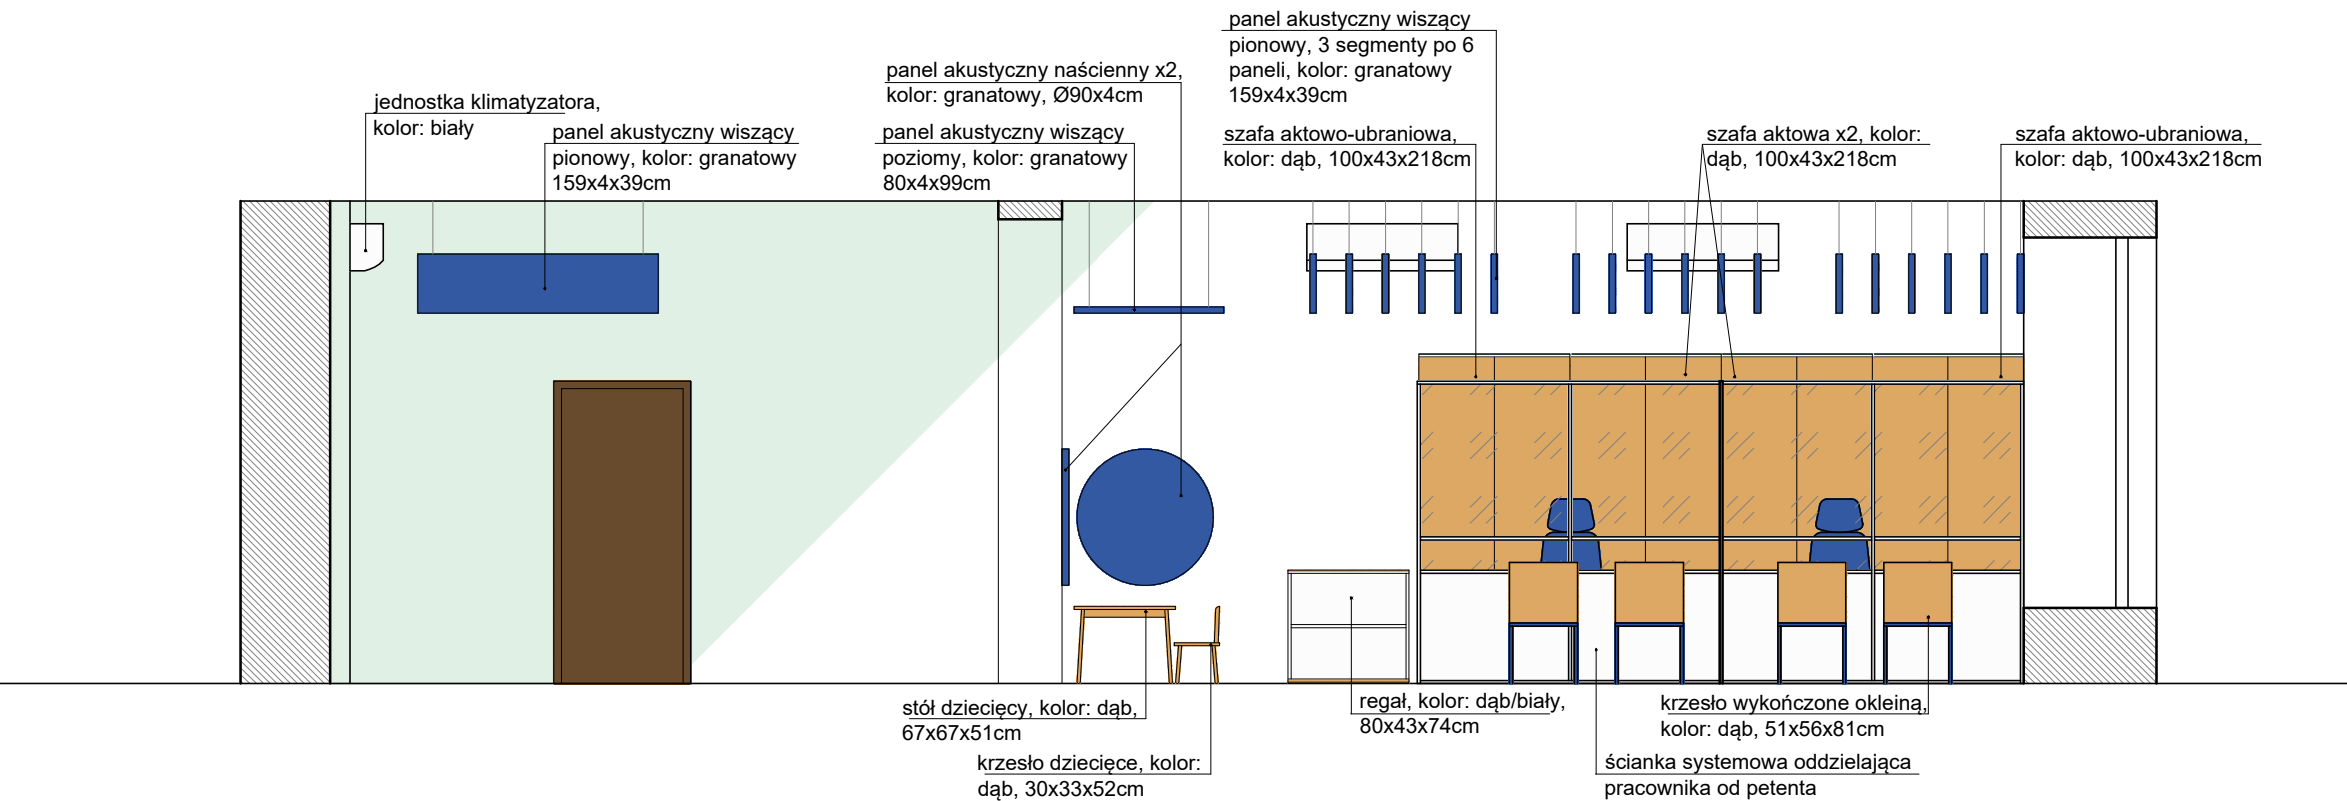 panel akustyczny wiszący
pionowy, 3 segmenty po 6
paneli, kolor: granatowy
159x4x39cm
panel akustyczny naścienny x2,
kolor: granatowy, Ø90x4cm
jednostka klimatyzatora,
kolor: biały
panel akustyczny wiszący
pionowy, kolor: granatowy
159x4x39cm
panel akustyczny wiszący
poziomy, kolor: granatowy
80x4x99cm
szafa aktowo-ubraniowa,
kolor: dąb, 100x43x218cm
szafa aktowa x2, kolor:
dąb, 100x43x218cm
szafa aktowo-ubraniowa,
kolor: dąb, 100x43x218cm
stół dziecięcy, kolor: dąb,
67x67x51cm
krzesło dziecięce, kolor:
dąb, 30x33x52cm
regał, kolor: dąb/biały,
80x43x74cm
krzesło wykończone okleiną,
kolor: dąb, 51x56x81cm
ścianka systemowa oddzielająca
pracownika od petenta